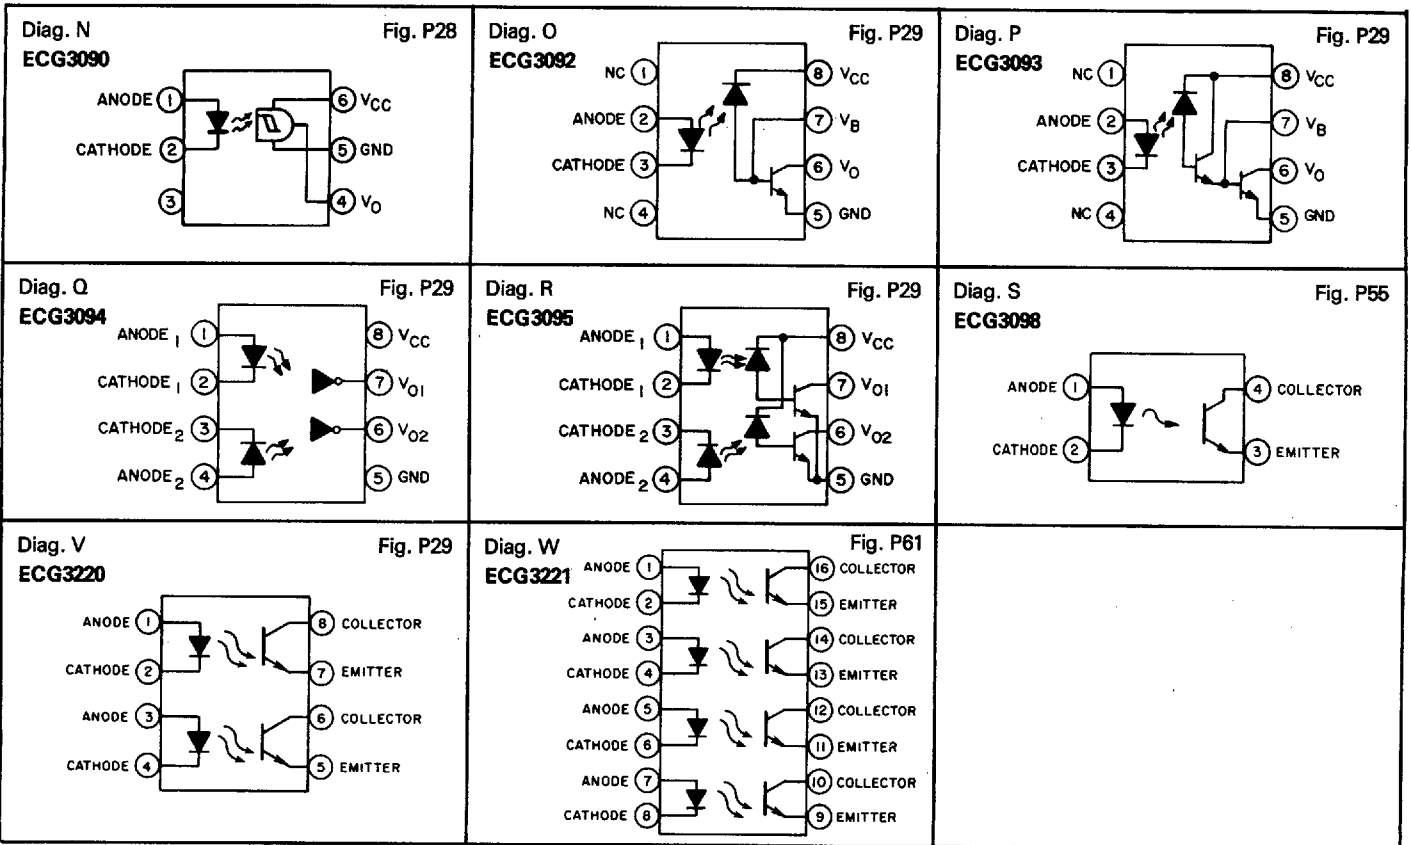 Diag. N Fig. P28
ECG3090
ANODE 1 6 VCC
CATHODE 2 5 GND
3 4 VO
Diag. O Fig. P29
ECG3092
NC 1 8 VCC
ANODE 2 7 VB
CATHODE 3 6 VO
NC 4 5 GND
Diag. P Fig. P29
ECG3093
NC 1 8 VCC
ANODE 2 7 VB
CATHODE 3 6 VO
NC 4 5 GND
Diag. Q Fig. P29
ECG3094
ANODE 1 1 8 VCC
CATHODE 1 2 7 VO1
CATHODE 2 3 6 VO2
ANODE 2 4 5 GND
Diag. R Fig. P29
ECG3095
ANODE 1 1 8 VCC
CATHODE 1 2 7 VO1
CATHODE 2 3 6 VO2
ANODE 2 4 5 GND
Diag. S Fig. P55
ECG3098
ANODE 1 4 COLLECTOR
CATHODE 2 3 EMITTER
Diag. V Fig. P29
ECG3220
ANODE 1 8 COLLECTOR
CATHODE 2 7 EMITTER
ANODE 3 6 COLLECTOR
CATHODE 4 5 EMITTER
Diag. W Fig. P61
ECG3221
ANODE 1 16 COLLECTOR
CATHODE 2 15 EMITTER
ANODE 3 14 COLLECTOR
CATHODE 4 13 EMITTER
ANODE 5 12 COLLECTOR
CATHODE 6 11 EMITTER
ANODE 7 10 COLLECTOR
CATHODE 8 9 EMITTER